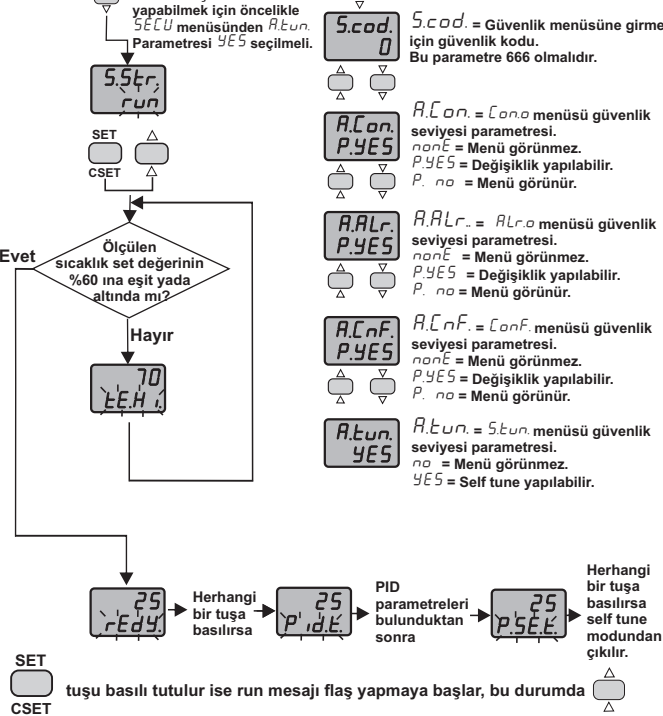 yapabilmek için öncelikle
SECU menüsünden A.tun.
Parametresi YES seçilmeli.
S.Str.
run
SET
CSET
Evet
Ölçülen
sıcaklık set değerinin
%60 ına eşit yada
altında mı?
Hayır
70
tE.Hi.
S.cod.
0
S.cod. = Güvenlik menüsüne girme
için güvenlik kodu.
Bu parametre 666 olmalıdır.
A.Con.
P.YES
A.Con. = Con.o menüsü güvenlik
seviyesi parametresi.
nonE = Menü görünmez.
P.YES = Değişiklik yapılabilir.
P. no = Menü görünür.
A.ALr.
P.YES
A.ALr.. = ALr.o menüsü güvenlik
seviyesi parametresi.
nonE = Menü görünmez.
P.YES = Değişiklik yapılabilir.
P. no = Menü görünür.
A.CnF.
P.YES
A.CnF. = ConF. menüsü güvenlik
seviyesi parametresi.
nonE = Menü görünmez.
P.YES = Değişiklik yapılabilir.
P. no = Menü görünür.
A.tun.
YES
A.tun. = S.tun. menüsü güvenlik
seviyesi parametresi.
no = Menü görünmez.
YES = Self tune yapılabilir.
25
rEdY.
Herhangi
bir tuşa
basılırsa
25
P.id.t.
PID
parametreleri
bulunduktan
sonra
25
P.SE.t.
Herhangi
bir tuşa
basılırsa
self tune
modundan
çıkılır.
SET
CSET
tuşu basılı tutulur ise run mesajı flaş yapmaya başlar, bu durumda